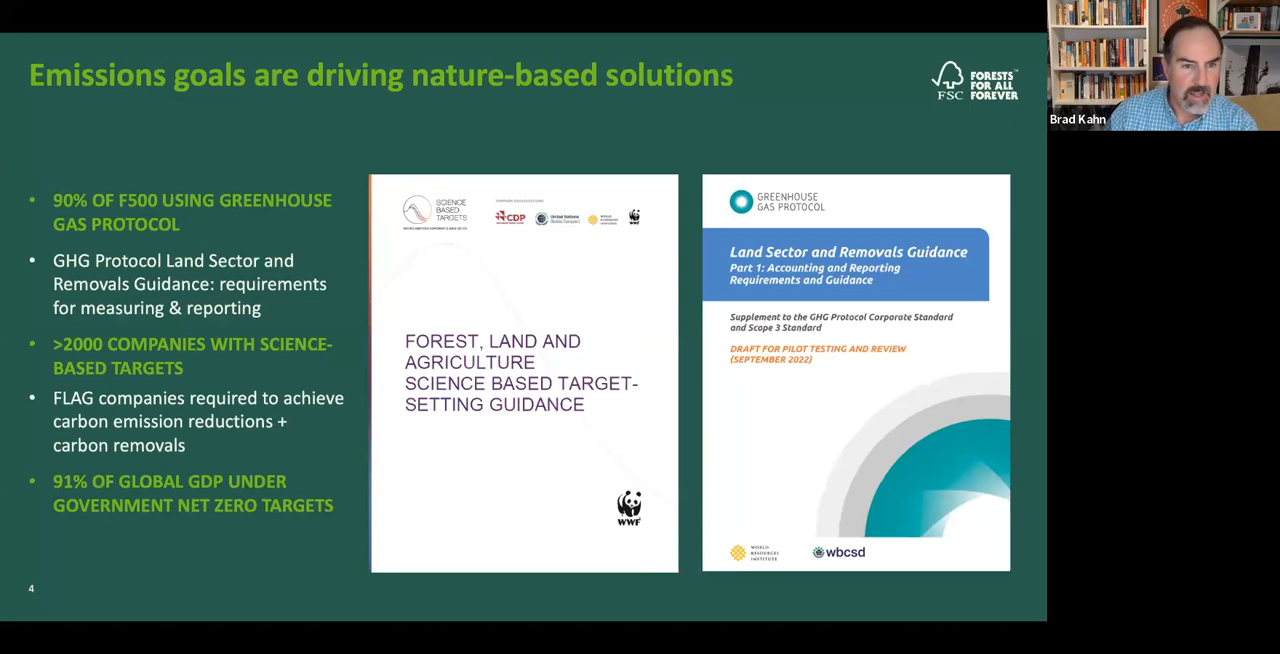 Emissions goals are driving nature-based solutions
FSC
FORESTS
FOR ALL
FOREVER
Brad Kahn
• 90% OF F500 USING GREENHOUSE
GAS PROTOCOL
• GHG Protocol Land Sector and
Removals Guidance: requirements
for measuring & reporting
• >2000 COMPANIES WITH SCIENCE-
BASED TARGETS
• FLAG companies required to achieve
carbon emission reductions +
carbon removals
• 91% OF GLOBAL GDP UNDER
GOVERNMENT NET ZERO TARGETS
4
SCIENCE
BASED
TARGETS
CDP
United Nations
Global Compact
WORLD
RESOURCES
INSTITUTE
WWF
FOREST, LAND AND
AGRICULTURE
SCIENCE BASED TARGET-
SETTING GUIDANCE
WWF
GREENHOUSE
GAS PROTOCOL
Land Sector and Removals Guidance
Part 1: Accounting and Reporting
Requirements and Guidance
Supplement to the GHG Protocol Corporate Standard
and Scope 3 Standard
DRAFT FOR PILOT TESTING AND REVIEW
(SEPTEMBER 2022)
WORLD
RESOURCES
INSTITUTE
wbcsd